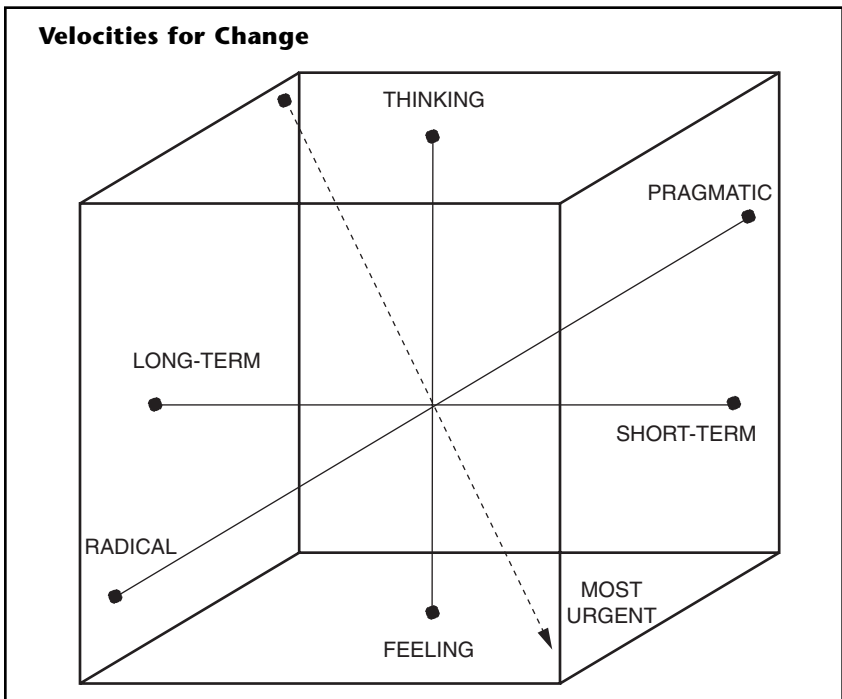 Velocities for Change
THINKING
PRAGMATIC
LONG-TERM
SHORT-TERM
RADICAL
MOST
URGENT
FEELING